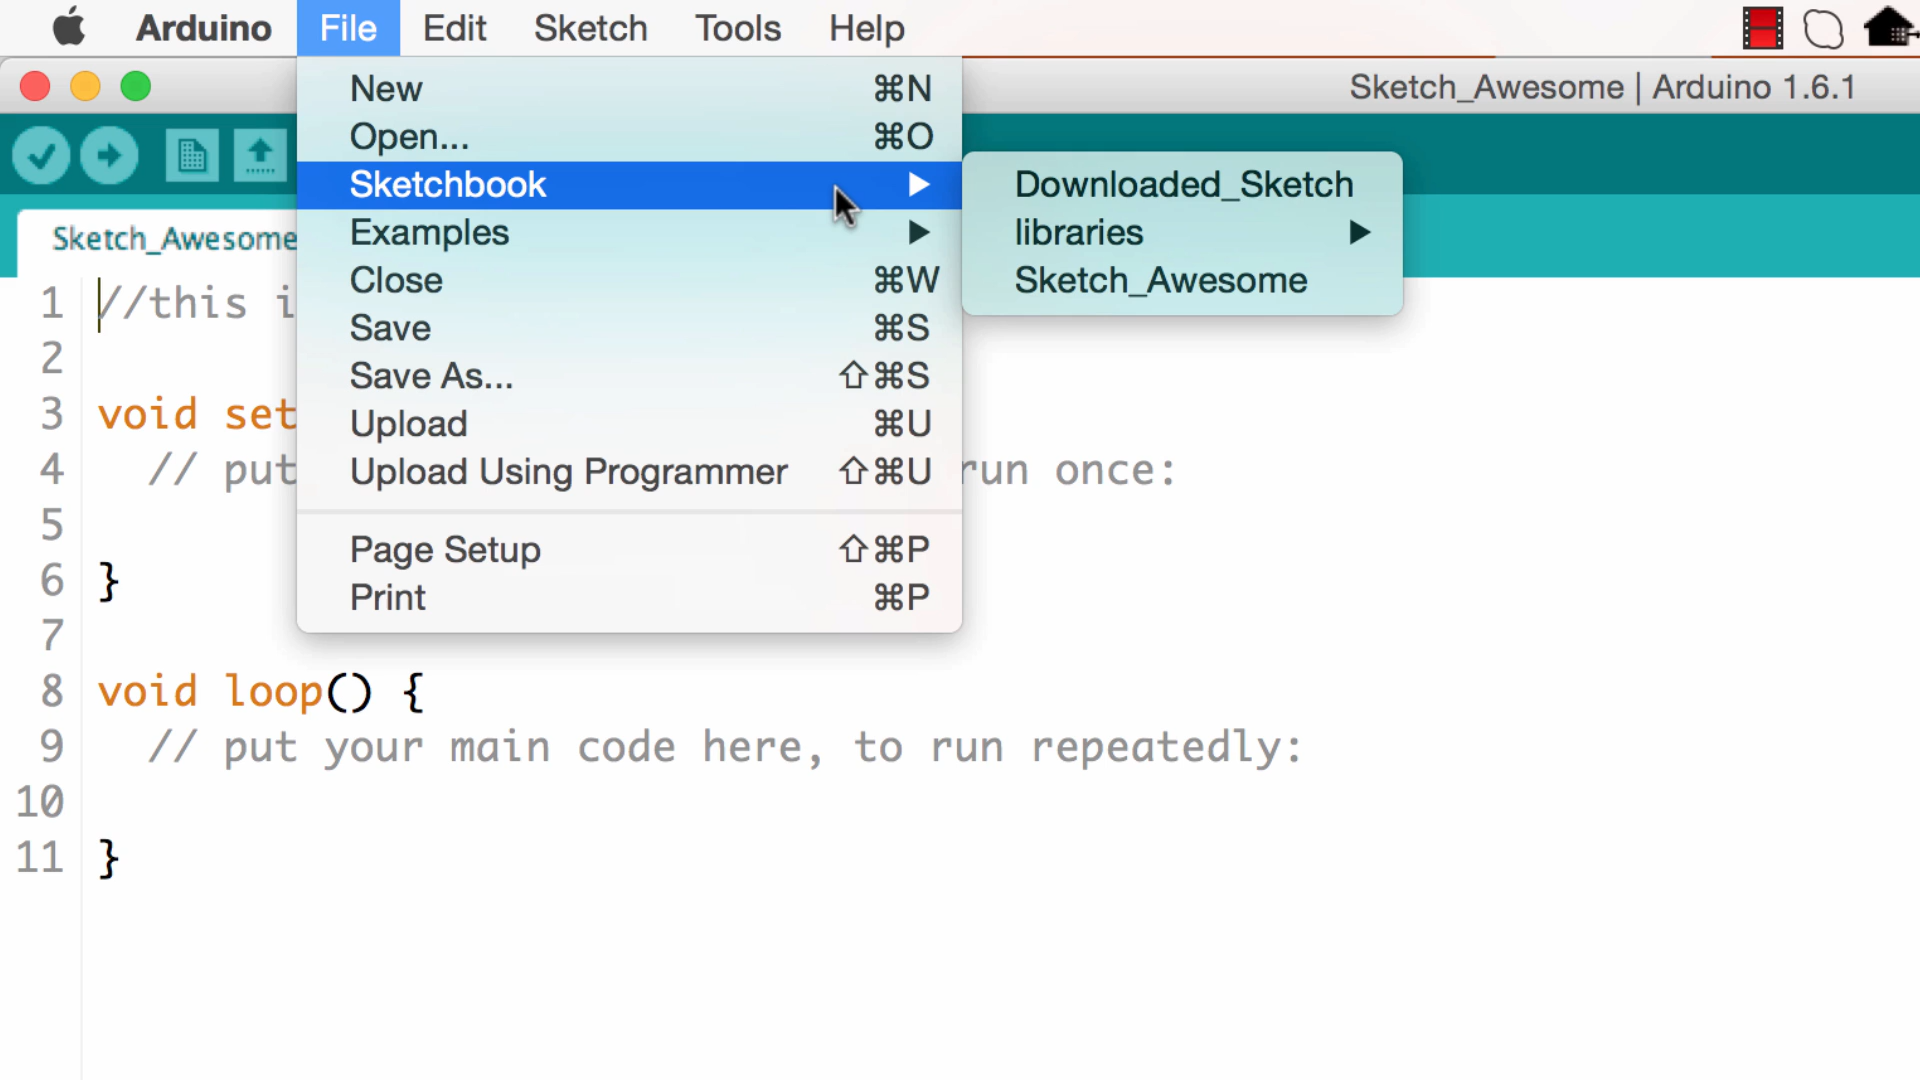 Arduino File Edit Sketch Tools Help
Sketch_Awesome | Arduino 1.6.1
New ⌘N
Open... ⌘O
Sketchbook
Examples
Close ⌘W
Save ⌘S
Save As... ⇧⌘S
Upload ⌘U
Upload Using Programmer ⇧⌘U
Page Setup ⇧⌘P
Print ⌘P
Downloaded_Sketch
libraries
Sketch_Awesome
Sketch_Awesome
1 //this i
2
3 void set
4 // put run once:
5
6 }
7
8 void loop() {
9 // put your main code here, to run repeatedly:
10
11 }